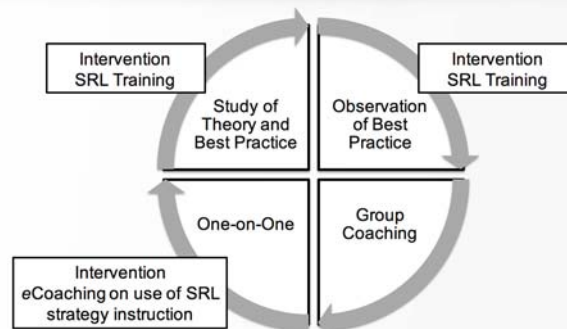 Intervention
SRL Training
Intervention
SRL Training
Study of
Theory and
Best Practice
Observation
of Best
Practice
One-on-One
Group
Coaching
Intervention
eCoaching on use of SRL
strategy instruction